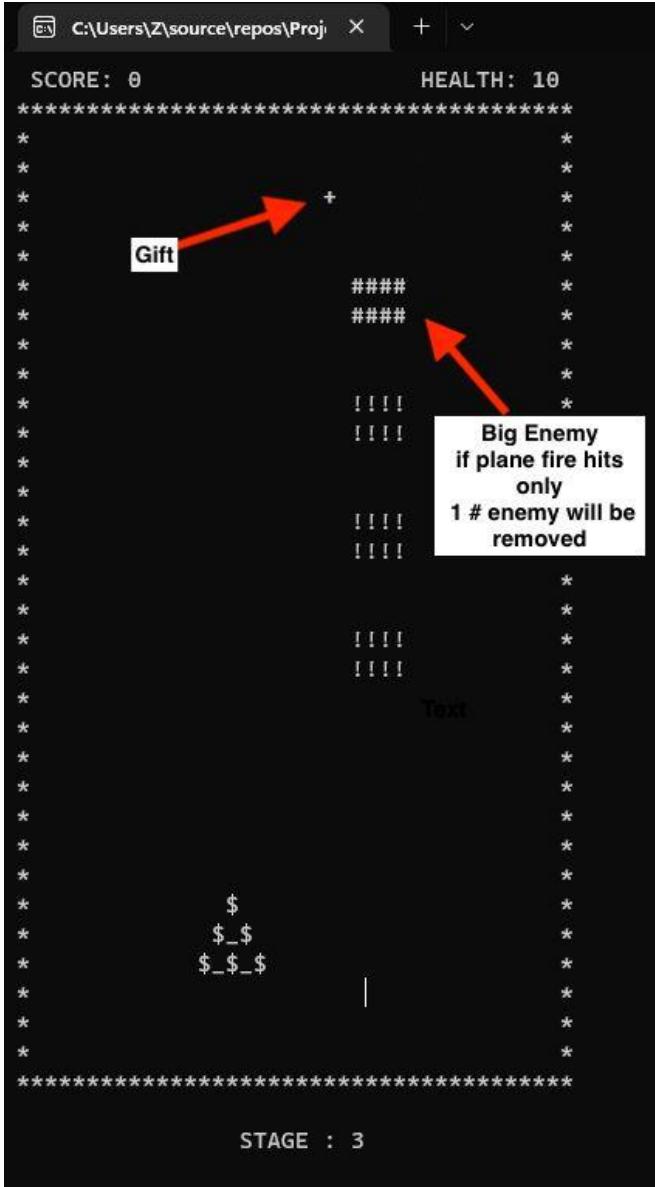 C:\Users\Z\source\repos\Proj
SCORE: 0 HEALTH: 10
****************************************
* *
* *
* + *
* *
* Gift *
* #### *
* #### *
* *
* *
* !!!! *
* !!!!
*
*
* !!!!
* !!!!
Big Enemy
if plane fire hits
only
1 # enemy will be
removed
* *
* *
* !!!! *
* !!!! *
* *
Text
* *
* *
* *
* *
* *
* *
* $ *
* $_$ *
* $_$_$ *
* *
* *
* *
****************************************
STAGE : 3